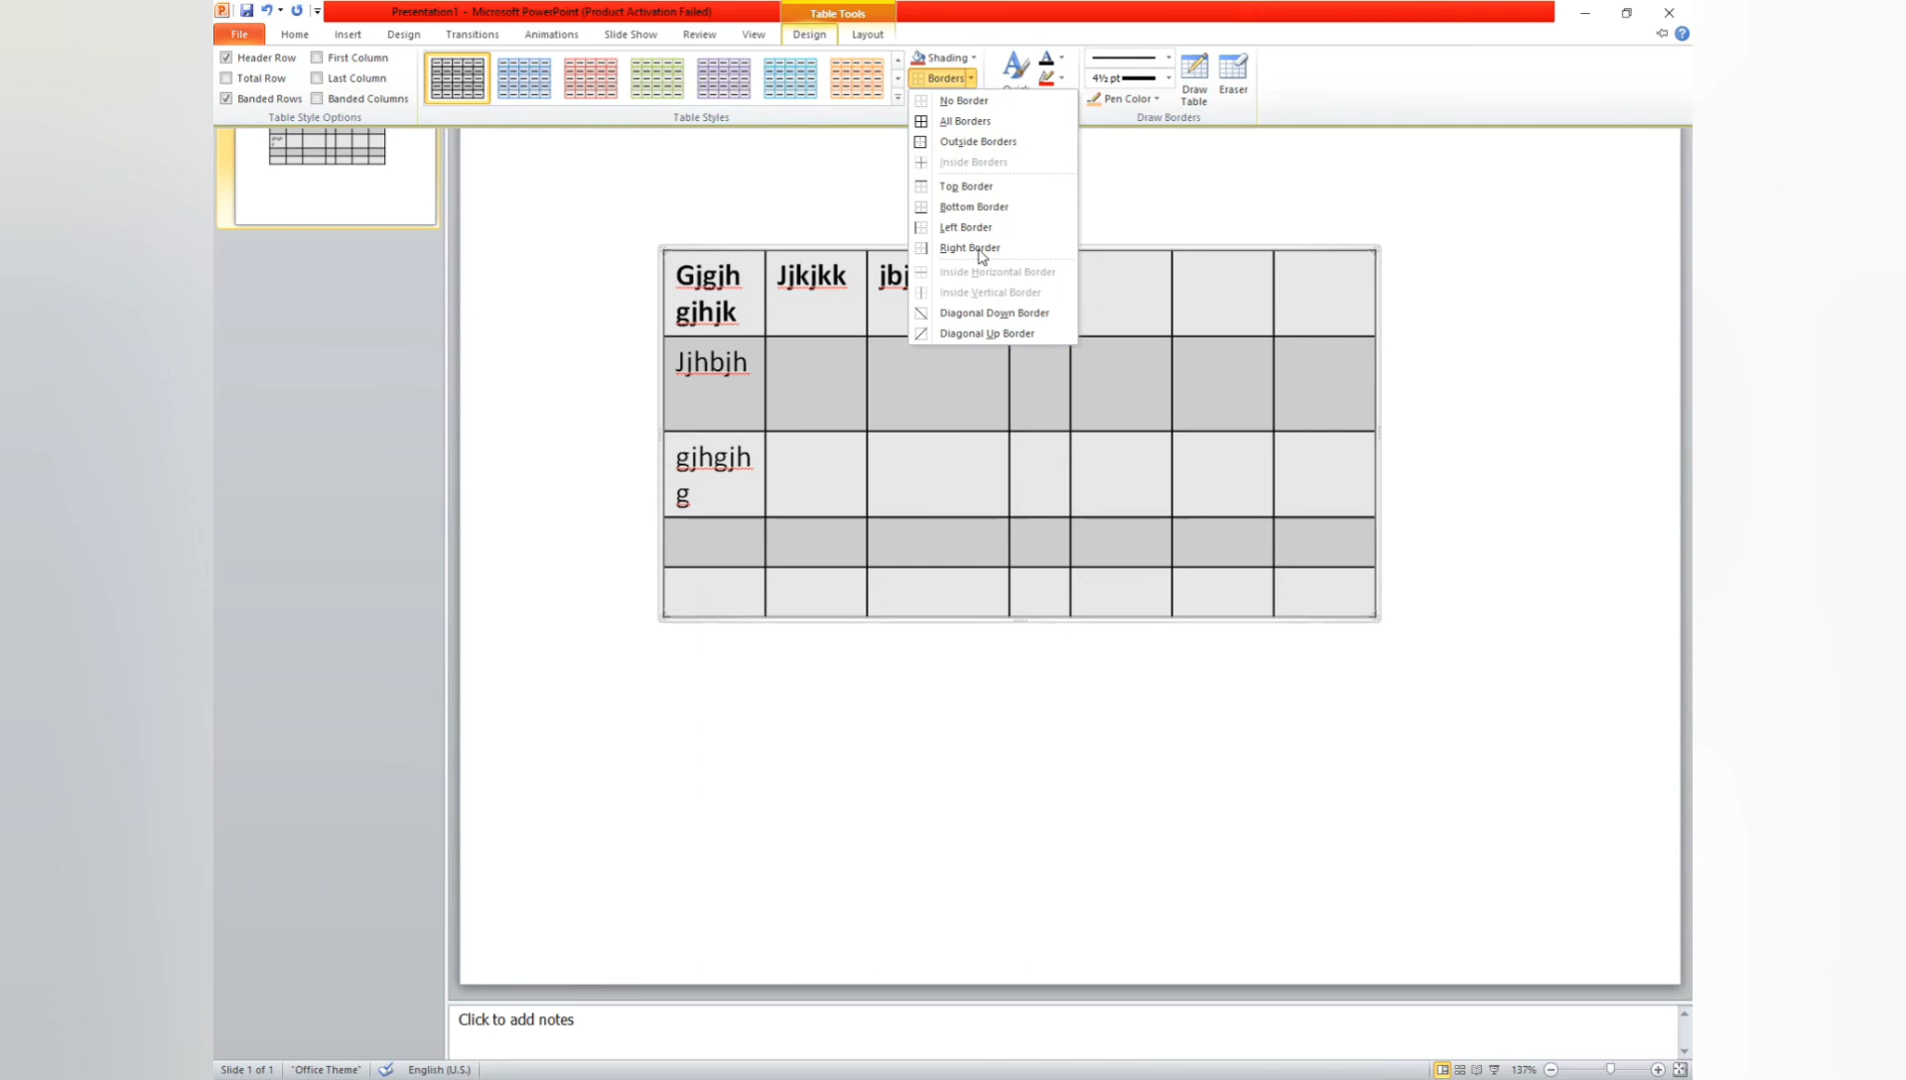 Presentation1 - Microsoft PowerPoint (Product Activation Failed)
Table Tools
File Home Insert Design Transitions Animations Slide Show Review View Design Layout
Header Row First Column
Total Row Last Column
Banded Rows Banded Columns
Table Style Options
Table Styles
Shading
Borders
4½ pt
Pen Color
Draw Table
Eraser
Draw Borders
No Border
All Borders
Outside Borders
Inside Borders
Top Border
Bottom Border
Left Border
Right Border
Inside Horizontal Border
Inside Vertical Border
Diagonal Down Border
Diagonal Up Border
Gjgjh Jjkjkk jbj
gjhjk
Jjhbjh
gjhgjh
g
Click to add notes
Slide 1 of 1 "Office Theme" English (U.S.) 137%